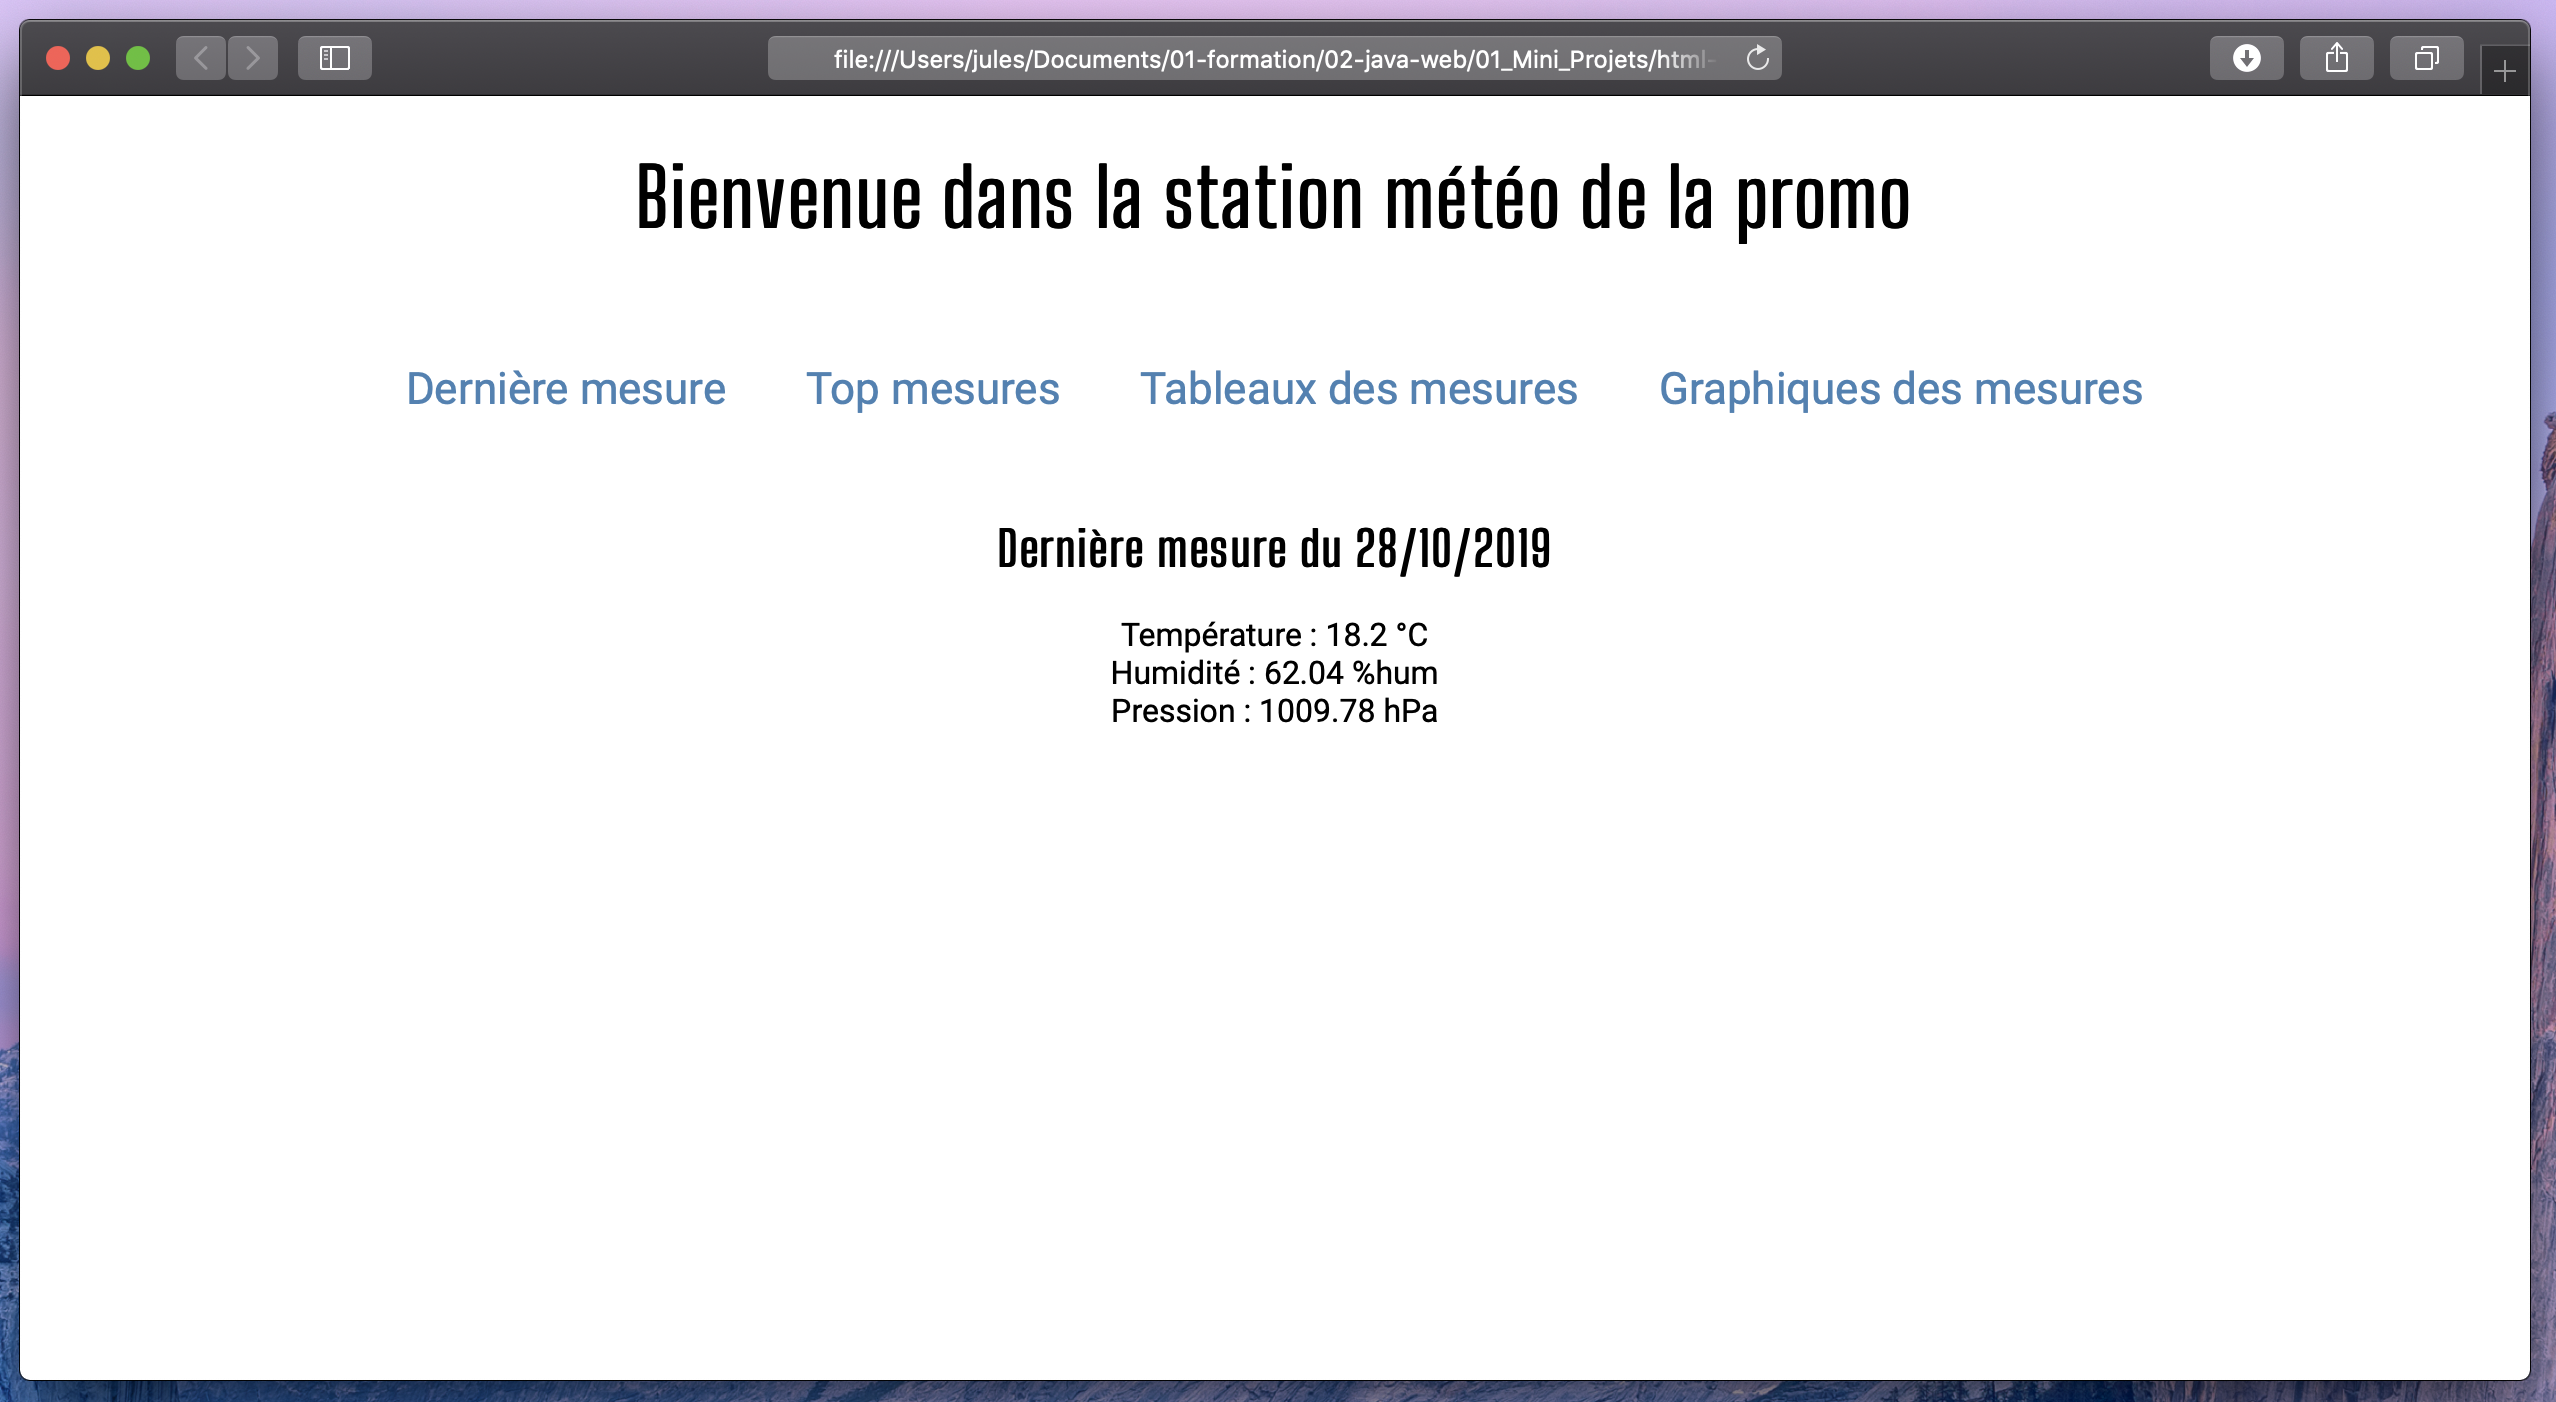 file:///Users/jules/Documents/01-formation/02-java-web/01_Mini_Projets/html-
Bienvenue dans la station météo de la promo
Dernière mesure Top mesures Tableaux des mesures Graphiques des mesures
Dernière mesure du 28/10/2019
Température : 18.2 °C
Humidité : 62.04 %hum
Pression : 1009.78 hPa